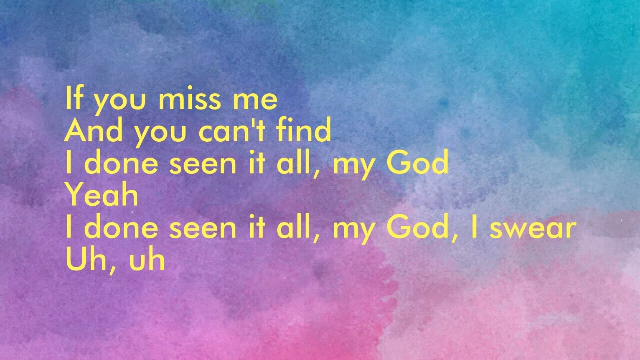 If you miss me
And you can't find
I done seen it all, my God
Yeah
I done seen it all, my God, I swear
Uh, uh